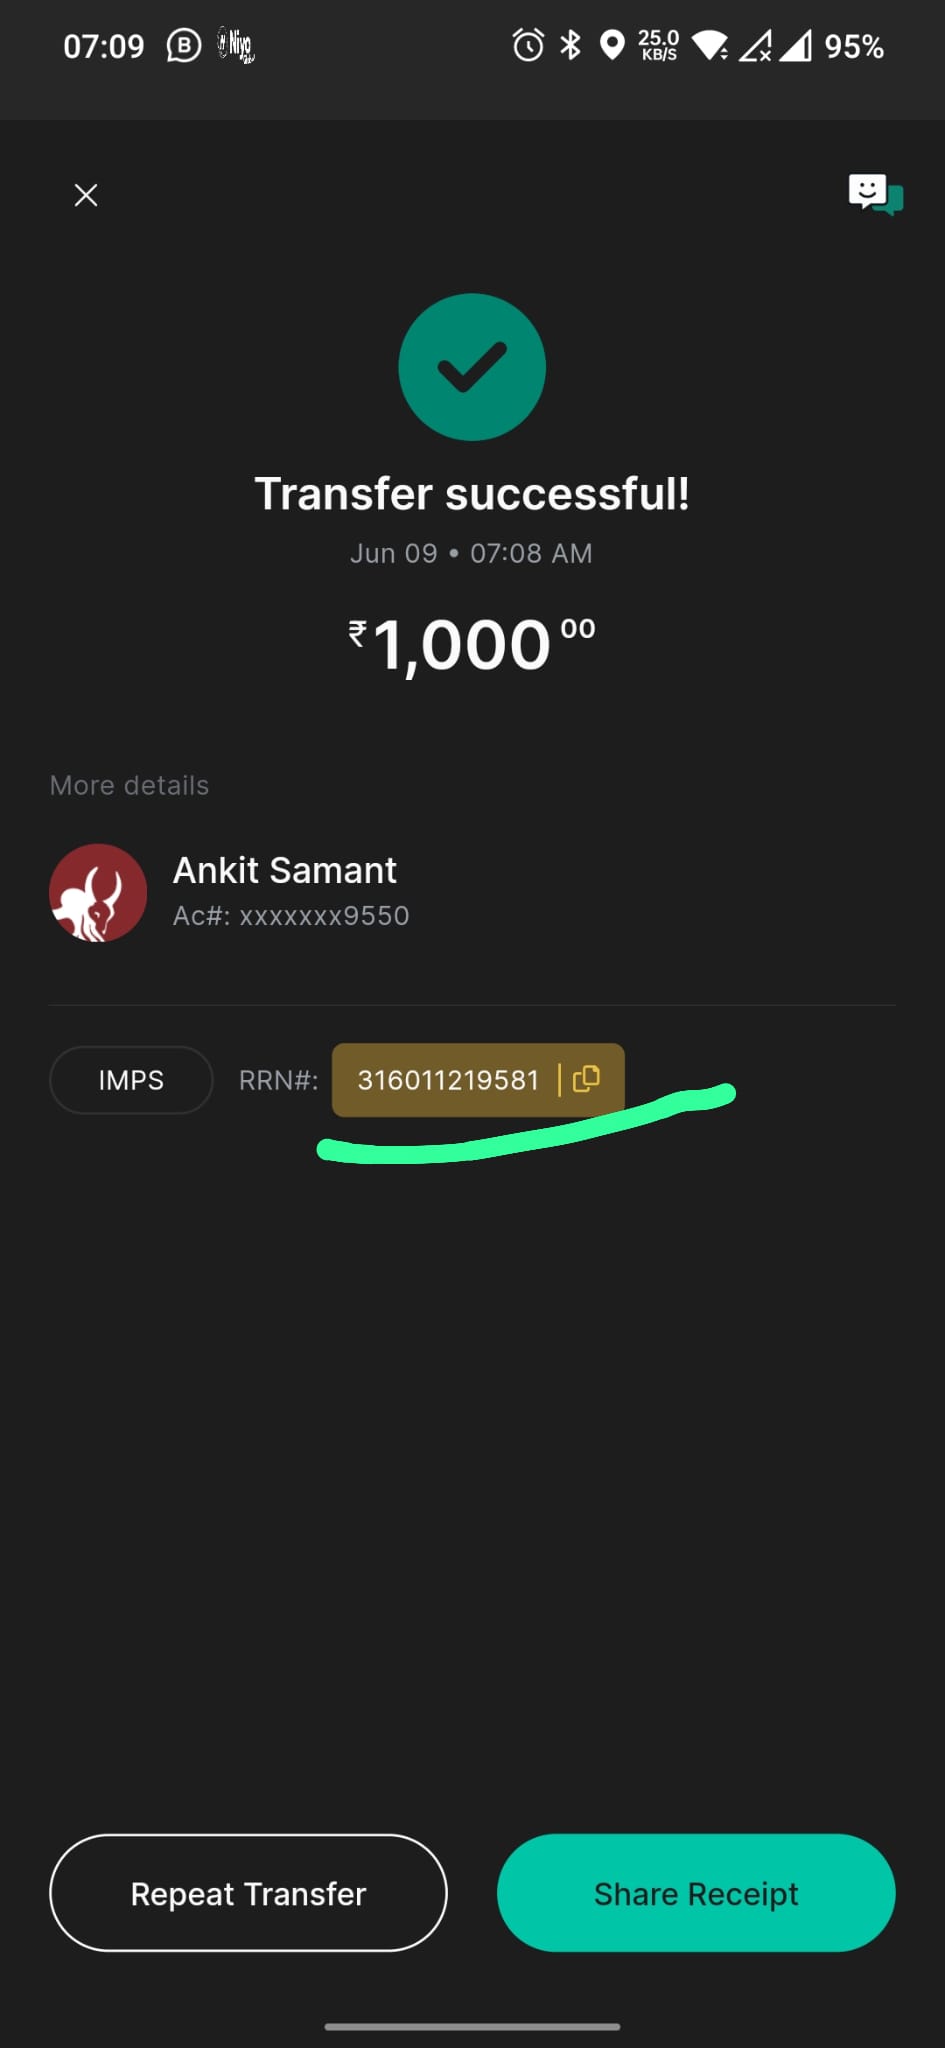 07:09 B Niyo 25.0 KB/S 95%
Transfer successful!
Jun 09 • 07:08 AM
₹1,000 00
More details
Ankit Samant
Ac#: xxxxxxx9550
IMPS RRN#: 316011219581
Repeat Transfer Share Receipt